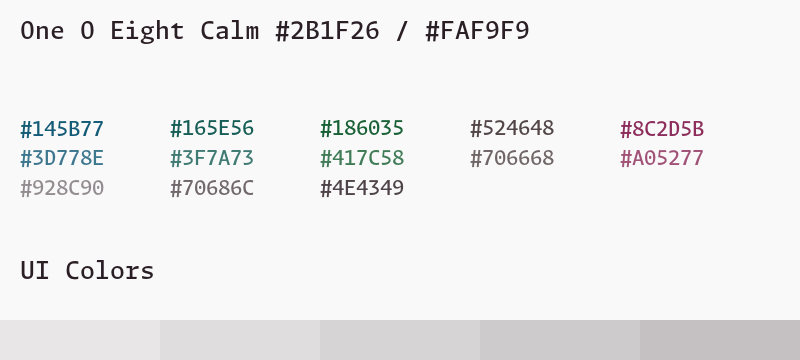 One O Eight Calm #2B1F26 / #FAF9F9
#145B77 #165E56 #186035 #524648 #8C2D5B
#3D778E #3F7A73 #417C58 #706668 #A05277
#928C90 #70686C #4E4349
UI Colors